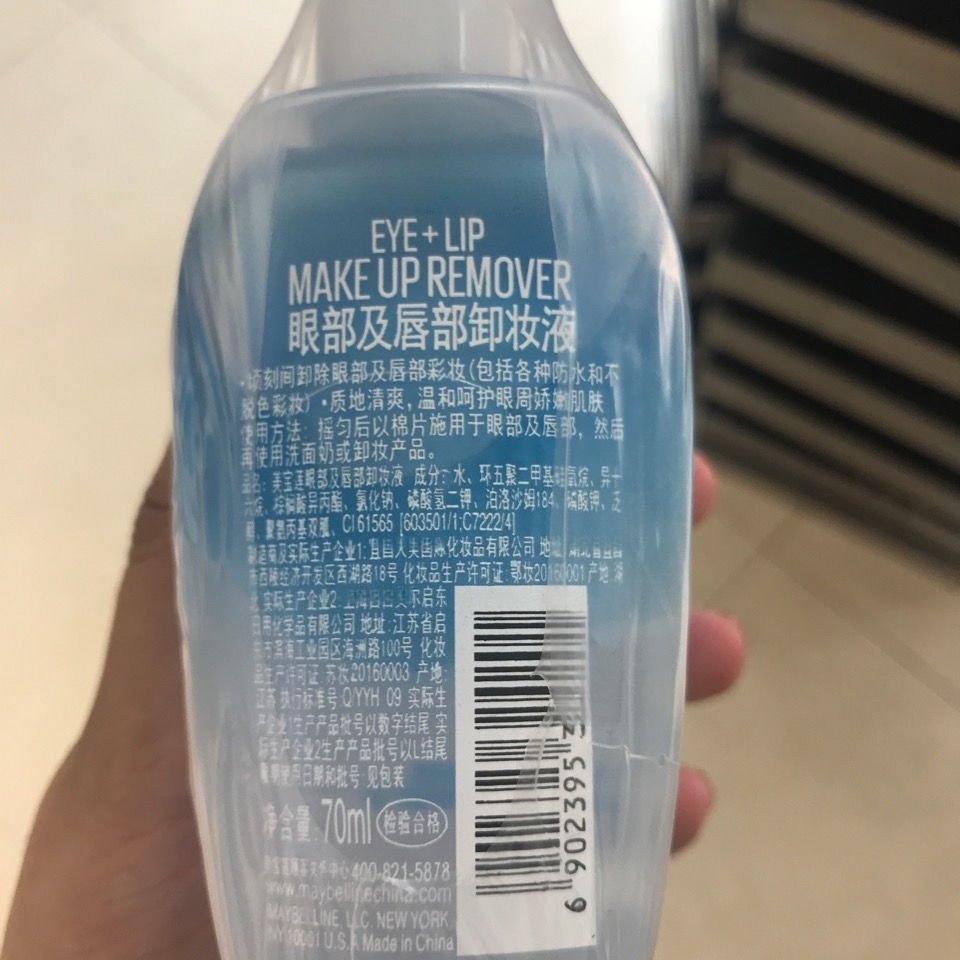 EYE + LIP
MAKE UP REMOVER
眼部及唇部卸妆液
·顷刻间卸除眼部及唇部彩妆(包括各种防水和不
脱色彩妆) ·质地清爽,温和呵护眼周娇嫩肌肤
使用方法: 摇匀后以棉片施用于眼部及唇部, 然后
再使用洗面奶或卸妆产品。
品名: 美宝莲眼部及唇部卸妆液 成分: 水、环五聚二甲基硅氧烷、异十
六烷、棕榈酸异丙酯、氯化钠、磷酸氢二钾、泊洛沙姆184、磷酸钾、泛
醇、聚氨丙基双胍、CI 61565 [603501/1:C7222/4]
制造商及实际生产企业1: 宜昌天美国际化妆品有限公司 地址: 湖北省宜昌
市西陵经济开发区西湖路18号 化妆品生产许可证: 鄂妆20160001 产地: 湖
北 实际生产企业2: 启东
日用化学品有限公司 地址: 江苏省启
东市滨海工业园区海洲路100号 化妆
品生产许可证: 苏妆20160003 产地:
江苏 执行标准号 Q/YYH 09 实际生
产企业1生产产品批号以数字结尾 实
际生产企业2生产产品批号以L结尾
使用日期和批号 见包装
净含量: 70ml 检验合格
中心 400-821-5878
www.maybellinechina.com
MAYBELLINE, L.L.C. NEW YORK,
NY 10001 U.S.A Made in China
6 902395